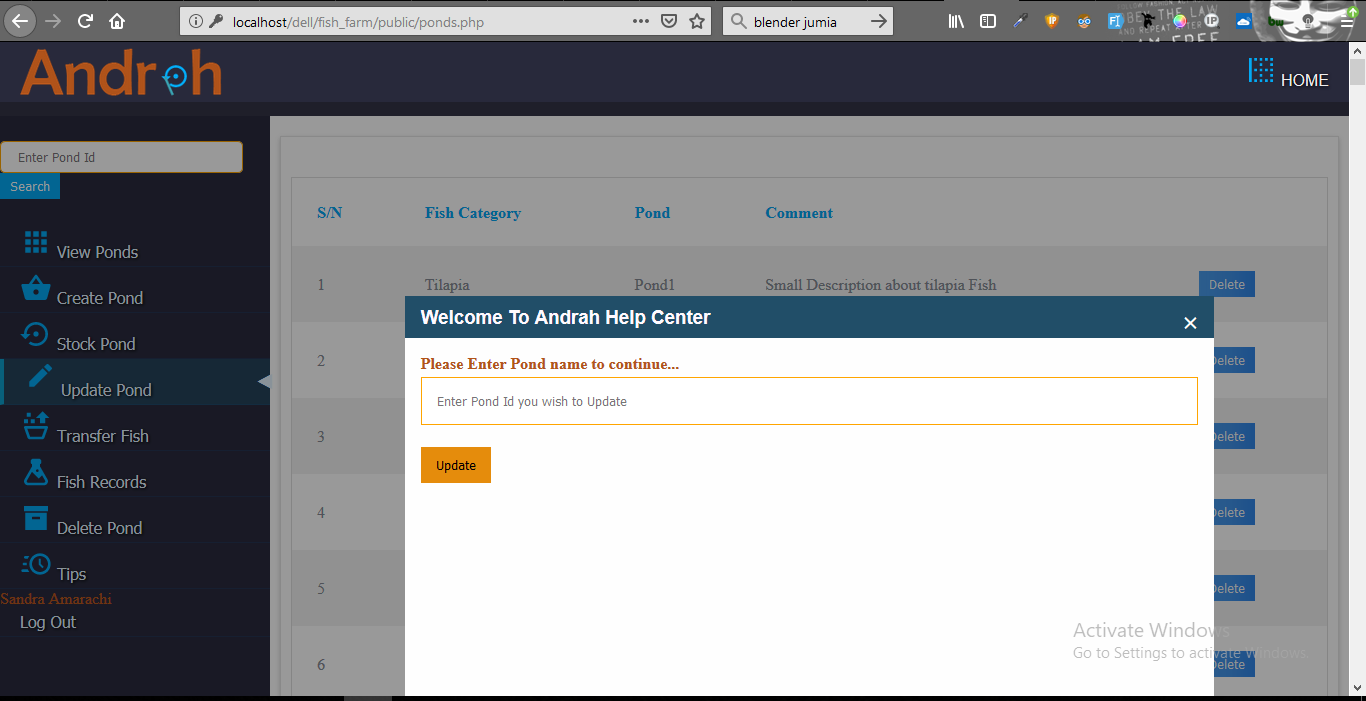 localhost/dell/fish_farm/public/ponds.php
blender jumia
Andrah
HOME
Enter Pond Id
Search
View Ponds
Create Pond
Stock Pond
Update Pond
Transfer Fish
Fish Records
Delete Pond
Tips
Sandra Amarachi
Log Out
S/N Fish Category Pond Comment
1 Tilapia Pond1 Small Description about tilapia Fish Delete
Welcome To Andrah Help Center
Please Enter Pond name to continue...
Enter Pond Id you wish to Update
Update
2 Delete
3 Delete
4 Delete
5 Delete
6 Delete
Activate Windows
Go to Settings to activate Windows.